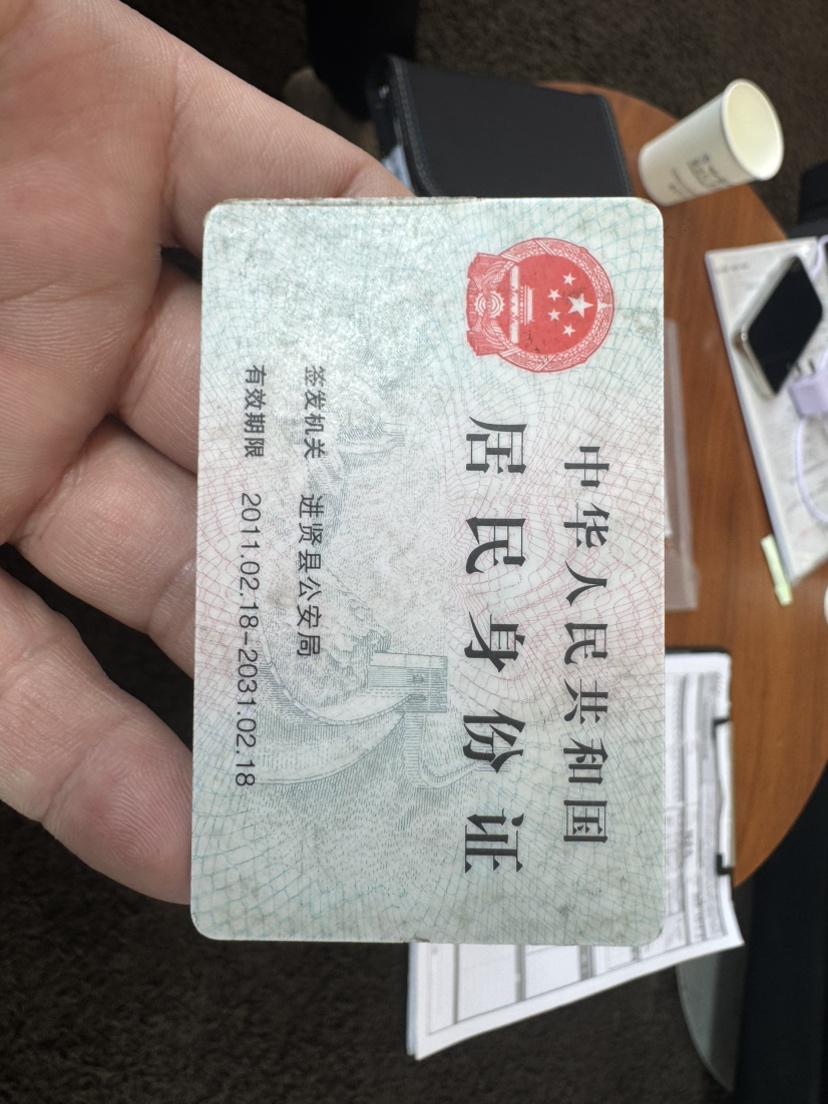 中华人民共和国
居民身份证
签发机关 进贤县公安局
有效期限 2011.02.18-2031.02.18